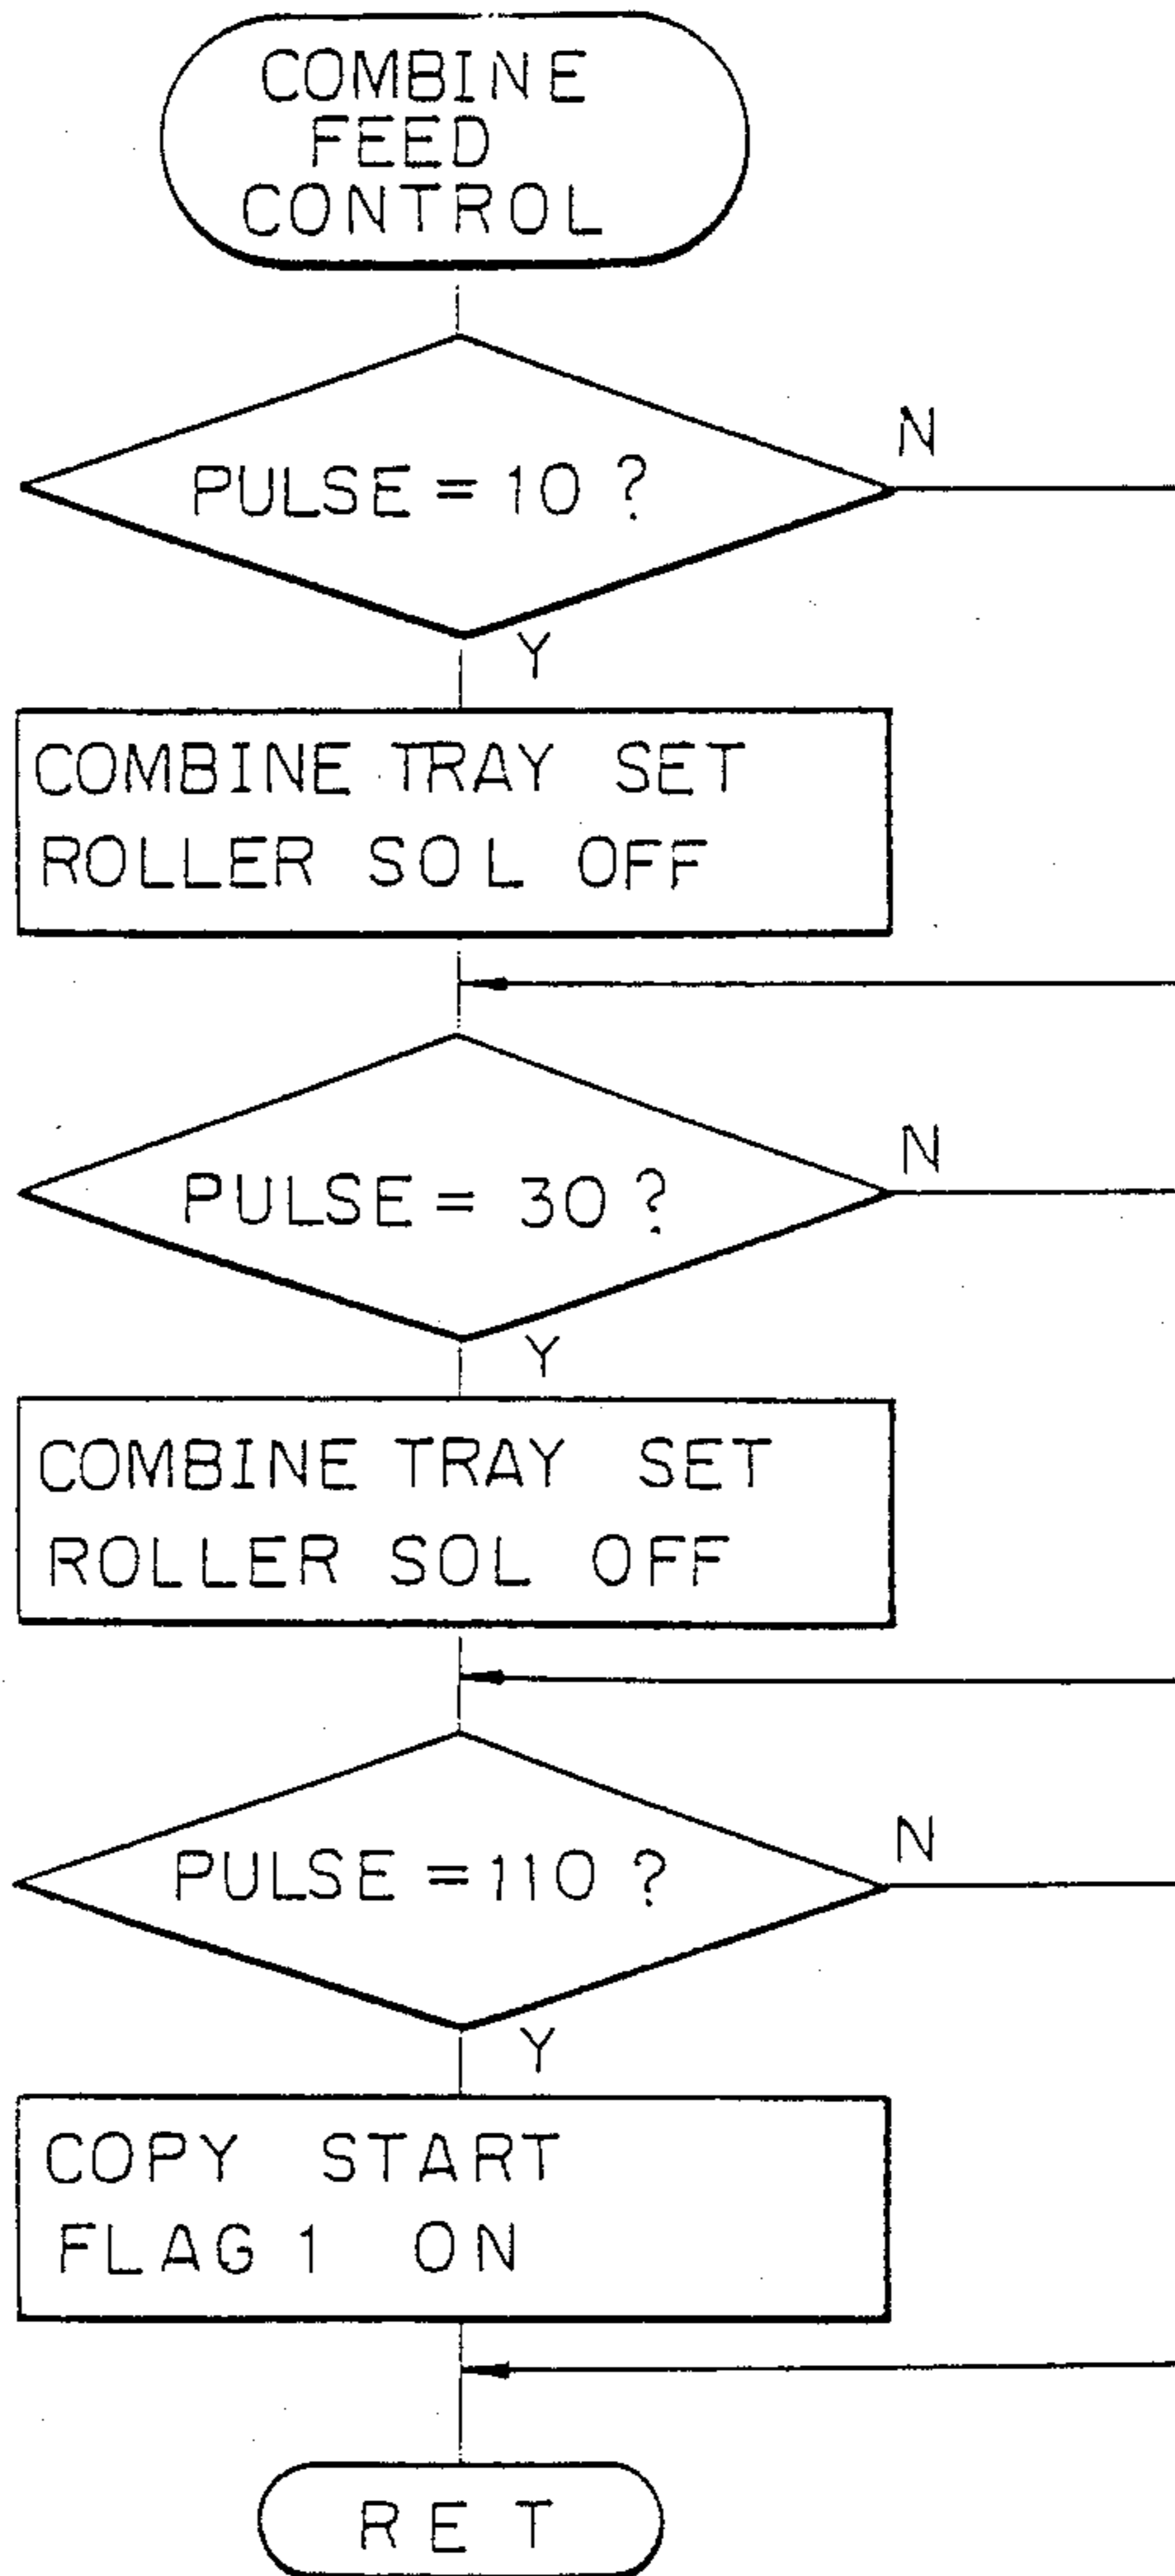 COMBINE
FEED
CONTROL
PULSE = 10 ?
N
Y
COMBINE TRAY SET
ROLLER SOL OFF
PULSE = 30 ?
N
Y
COMBINE TRAY SET
ROLLER SOL OFF
PULSE = 110 ?
N
Y
COPY START
FLAG 1 ON
RET